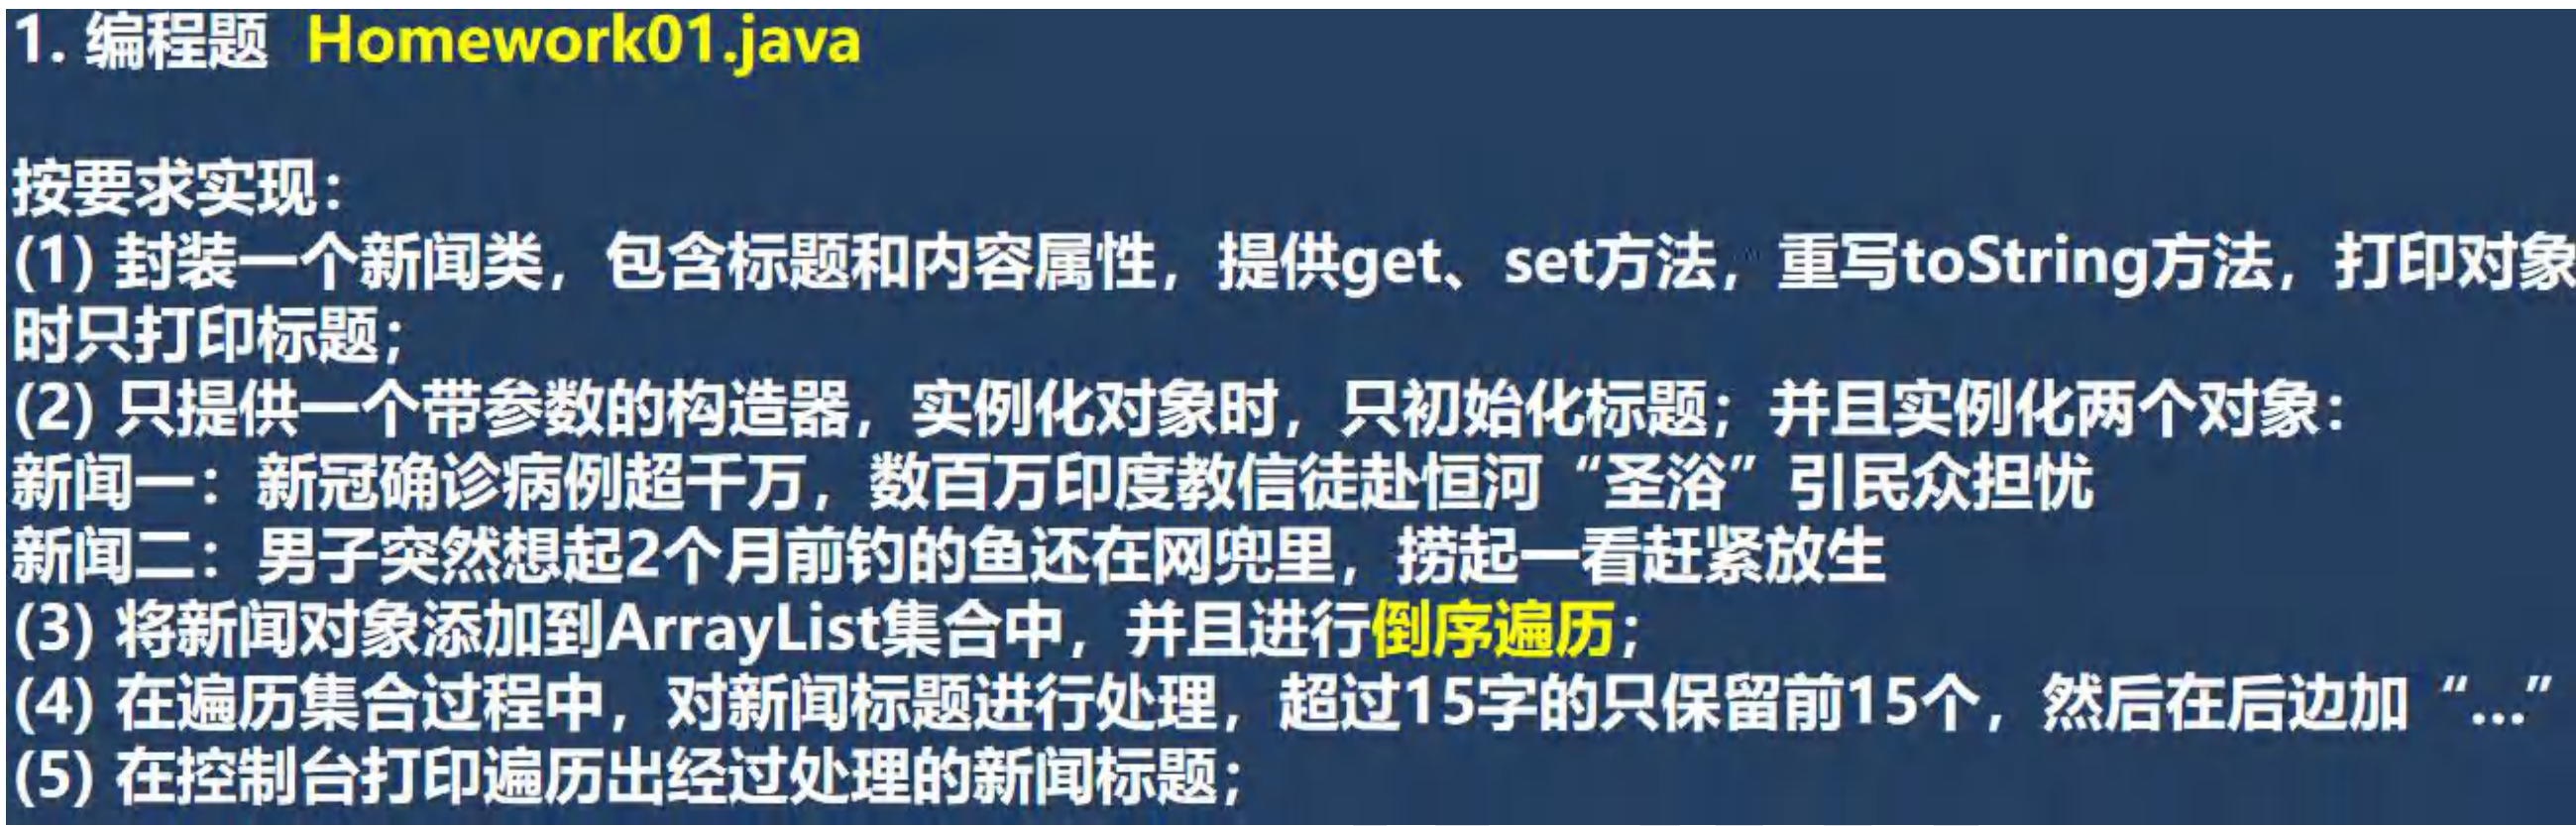 1. 编程题 Homework01.java
按要求实现：
(1) 封装一个新闻类，包含标题和内容属性，提供get、set方法，重写toString方法，打印对象
时只打印标题；
(2) 只提供一个带参数的构造器，实例化对象时，只初始化标题；并且实例化两个对象：
新闻一：新冠确诊病例超千万，数百万印度教信徒赴恒河“圣浴”引民众担忧
新闻二：男子突然想起2个月前钓的鱼还在网兜里，捞起一看赶紧放生
(3) 将新闻对象添加到ArrayList集合中，并且进行倒序遍历；
(4) 在遍历集合过程中，对新闻标题进行处理，超过15字的只保留前15个，然后在后边加“...”
(5) 在控制台打印遍历出经过处理的新闻标题；